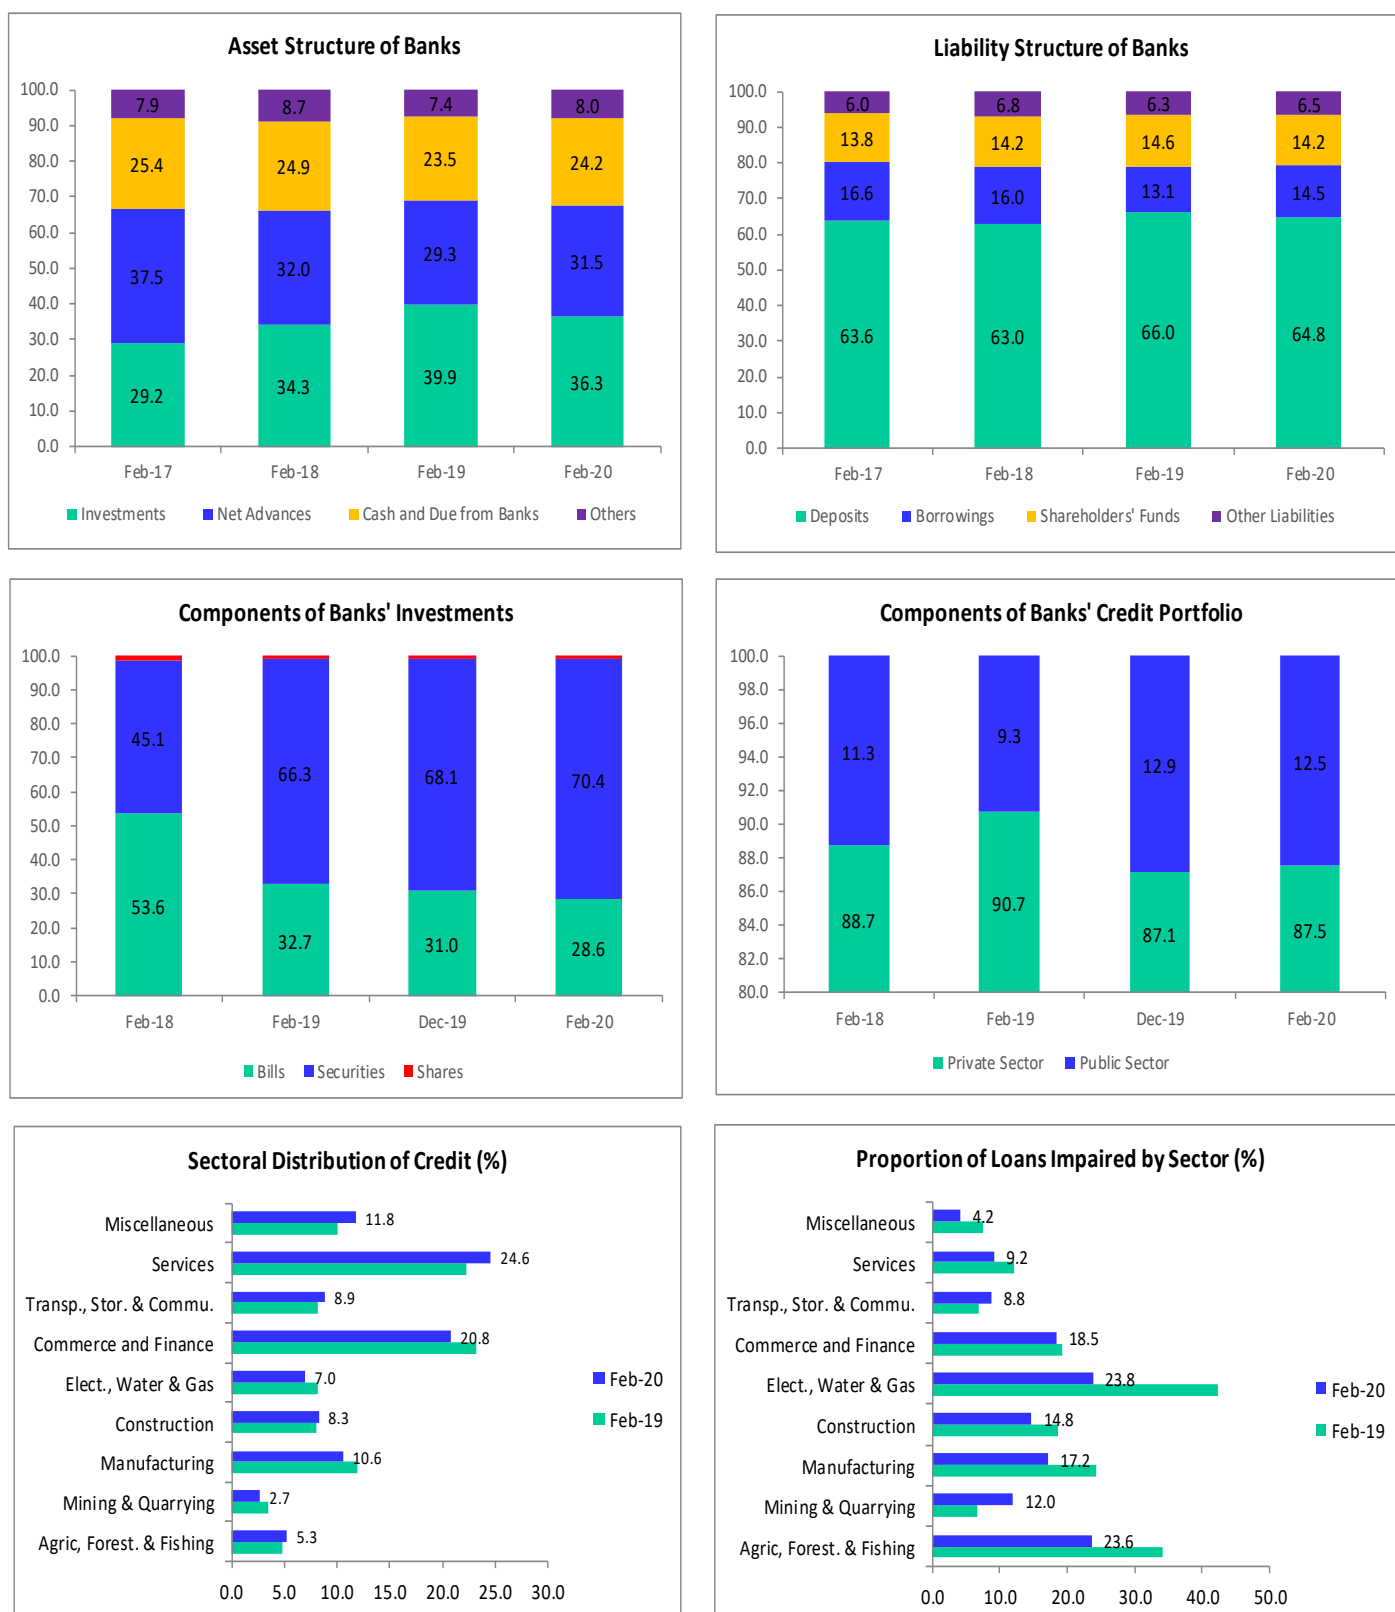 Asset Structure of Banks
100.0
90.0
80.0
70.0
60.0
50.0
40.0
30.0
20.0
10.0
0.0
7.9 8.7 7.4 8.0
25.4 24.9 23.5 24.2
37.5 32.0 29.3 31.5
29.2 34.3 39.9 36.3
Feb-17 Feb-18 Feb-19 Feb-20
Investments Net Advances Cash and Due from Banks Others
Liability Structure of Banks
100.0
90.0
80.0
70.0
60.0
50.0
40.0
30.0
20.0
10.0
0.0
6.0 6.8 6.3 6.5
13.8 14.2 14.6 14.2
16.6 16.0 13.1 14.5
63.6 63.0 66.0 64.8
Feb-17 Feb-18 Feb-19 Feb-20
Deposits Borrowings Shareholders' Funds Other Liabilities
Components of Banks' Investments
100.0
90.0
80.0
70.0
60.0
50.0
40.0
30.0
20.0
10.0
0.0
45.1 66.3 68.1 70.4
53.6 32.7 31.0 28.6
Feb-18 Feb-19 Dec-19 Feb-20
Bills Securities Shares
Components of Banks' Credit Portfolio
100.0
98.0
96.0
94.0
92.0
90.0
88.0
86.0
84.0
82.0
80.0
11.3 9.3 12.9 12.5
88.7 90.7 87.1 87.5
Feb-18 Feb-19 Dec-19 Feb-20
Private Sector Public Sector
Sectoral Distribution of Credit (%)
Miscellaneous 11.8
Services 24.6
Transp., Stor. & Commu. 8.9
Commerce and Finance 20.8
Elect., Water & Gas 7.0
Construction 8.3
Manufacturing 10.6
Mining & Quarrying 2.7
Agric, Forest. & Fishing 5.3
0.0 5.0 10.0 15.0 20.0 25.0 30.0
Feb-20
Feb-19
Proportion of Loans Impaired by Sector (%)
Miscellaneous 4.2
Services 9.2
Transp., Stor. & Commu. 8.8
Commerce and Finance 18.5
Elect., Water & Gas 23.8
Construction 14.8
Manufacturing 17.2
Mining & Quarrying 12.0
Agric, Forest. & Fishing 23.6
0.0 10.0 20.0 30.0 40.0 50.0
Feb-20
Feb-19